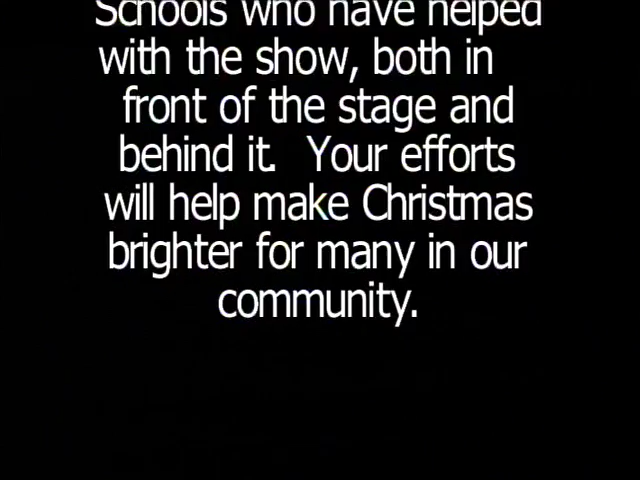 Schools who have helped
with the show, both in
front of the stage and
behind it.  Your efforts
will help make Christmas
brighter for many in our
community.